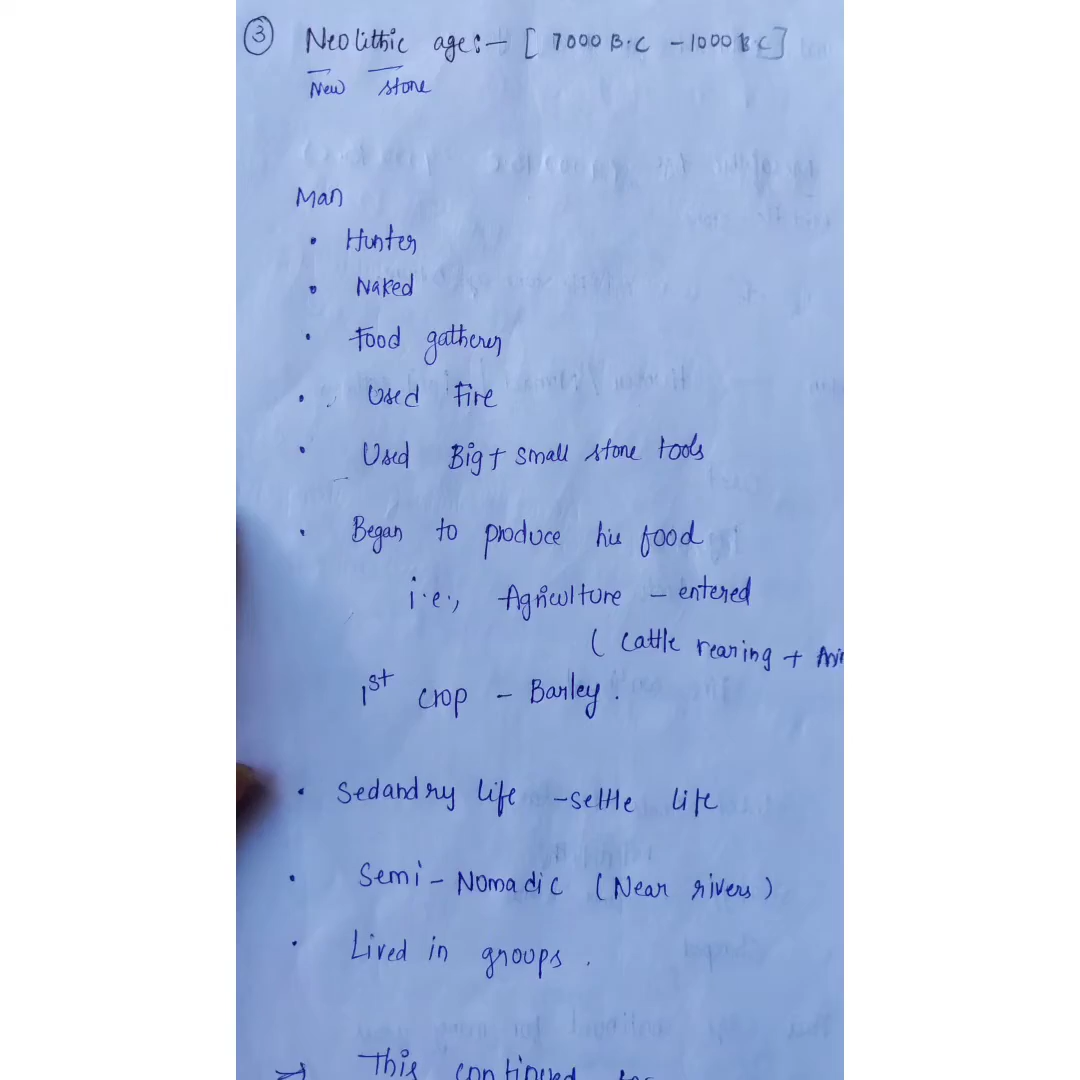 ③ Neolithic age:- [ 7000 B.C - 1000 B.C]
New stone
Man
• Hunter
• Naked
• Food gatherer
• Used Fire
• Used Big + small stone tools
• Began to produce his food
i.e., Agriculture - entered
( Cattle rearing +
1st crop - Barley.
• Sedandry life - settle life
• Semi - Nomadic (Near rivers)
• Lived in groups.
→ This continued for